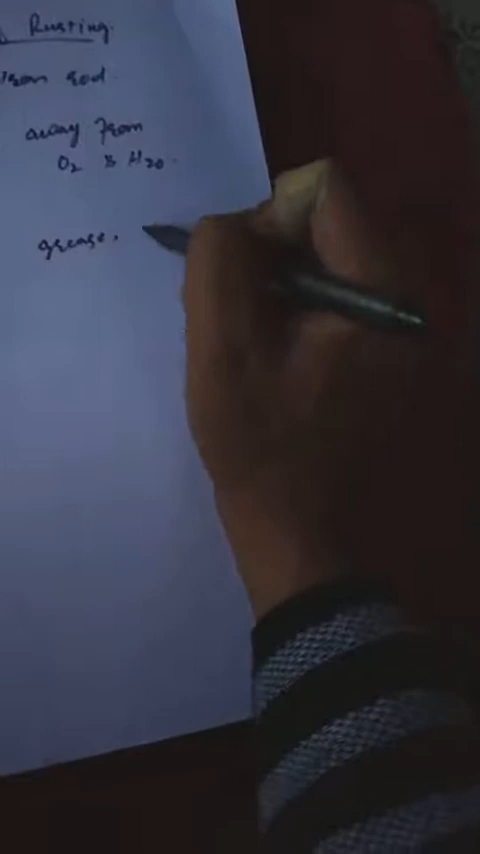 Rusting.
Iron rod.
away from
O₂ & H₂O.
grease.